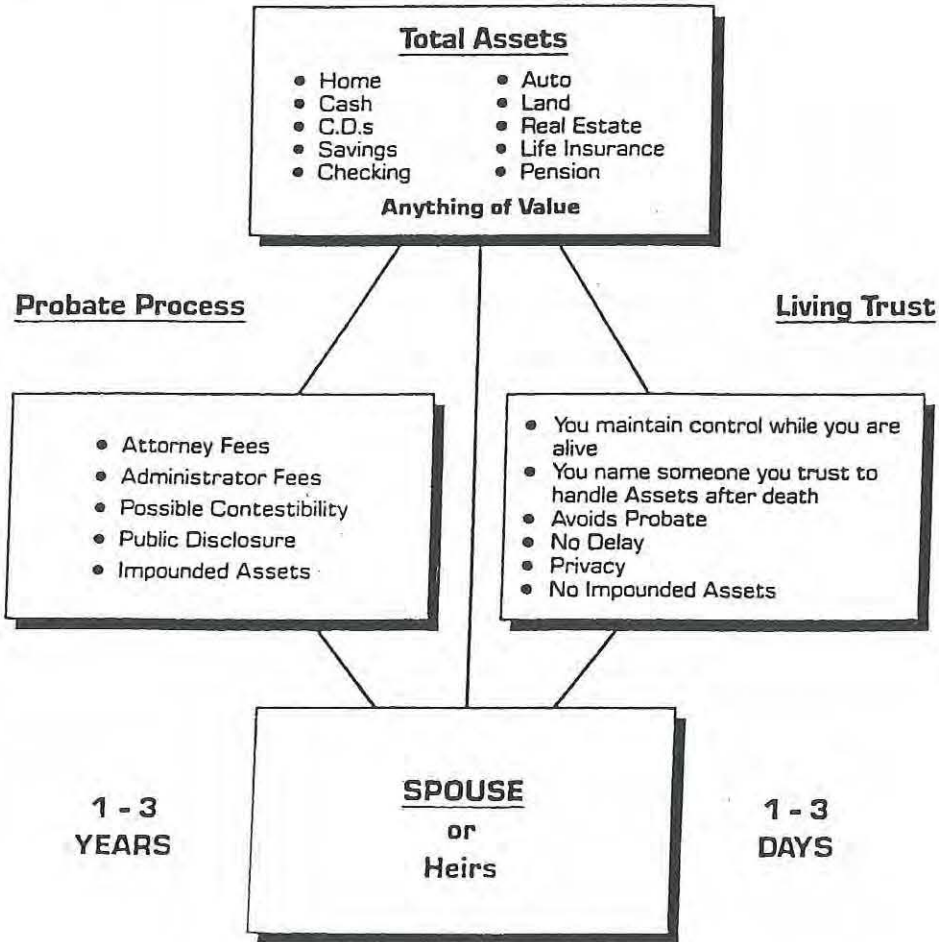 Total Assets
• Home
• Cash
• C.D.s
• Savings
• Checking
• Auto
• Land
• Real Estate
• Life Insurance
• Pension
Anything of Value
Probate Process
Living Trust
• Attorney Fees
• Administrator Fees
• Possible Contestibility
• Public Disclosure
• Impounded Assets
• You maintain control while you are
alive
• You name someone you trust to
handle Assets after death
• Avoids Probate
• No Delay
• Privacy
• No Impounded Assets
1 - 3
YEARS
SPOUSE
or
Heirs
1 - 3
DAYS